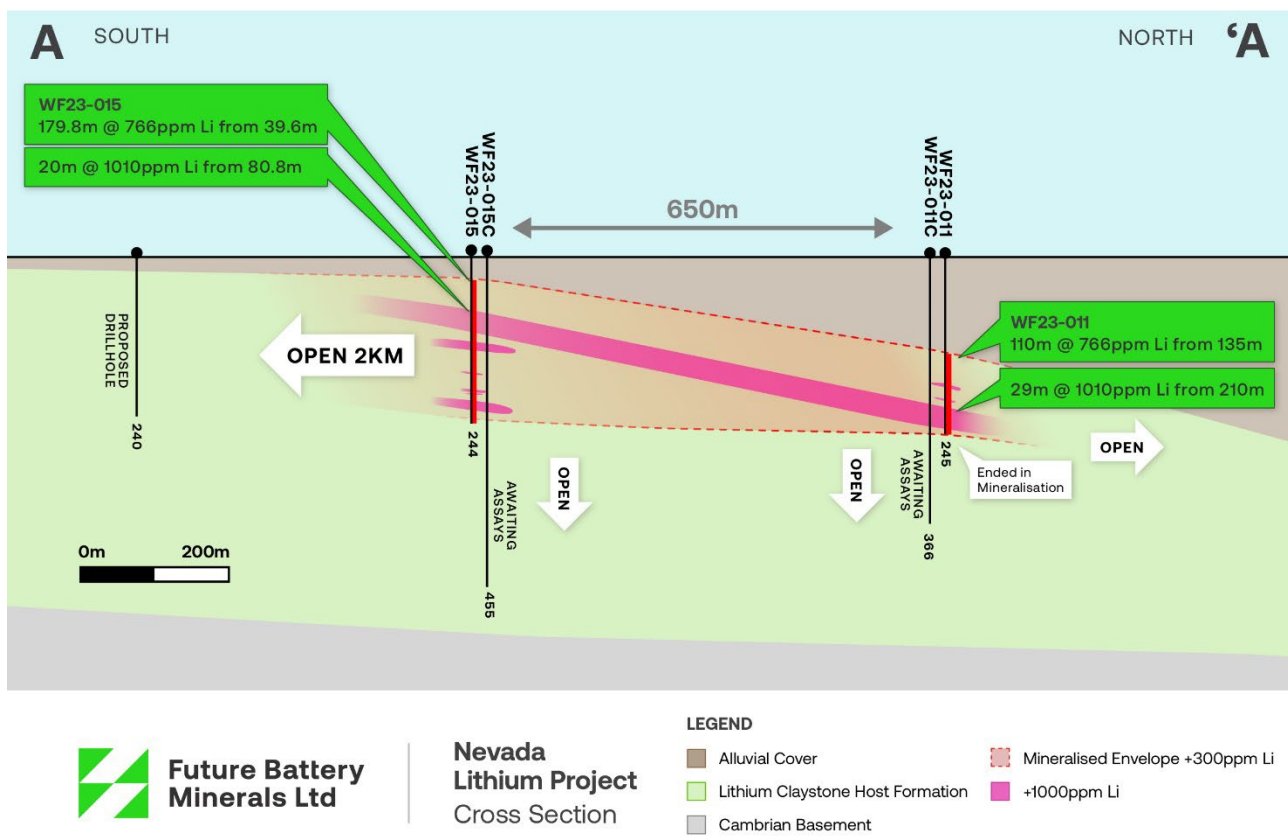 A SOUTH
NORTH ‘A
WF23-015
179.8m @ 766ppm Li from 39.6m
20m @ 1010ppm Li from 80.8m
WF23-015
WF23-015C
650m
WF23-011C
WF23-011
WF23-011
110m @ 766ppm Li from 135m
29m @ 1010ppm Li from 210m
PROPOSED
DRILLHOLE
240
OPEN 2KM
244
AWAITING
ASSAYS
455
OPEN
OPEN
AWAITING
ASSAYS
366
245
Ended in
Mineralisation
OPEN
0m 200m
Future Battery
Minerals Ltd
Nevada
Lithium Project
Cross Section
LEGEND
Alluvial Cover
Lithium Claystone Host Formation
Cambrian Basement
Mineralised Envelope +300ppm Li
+1000ppm Li